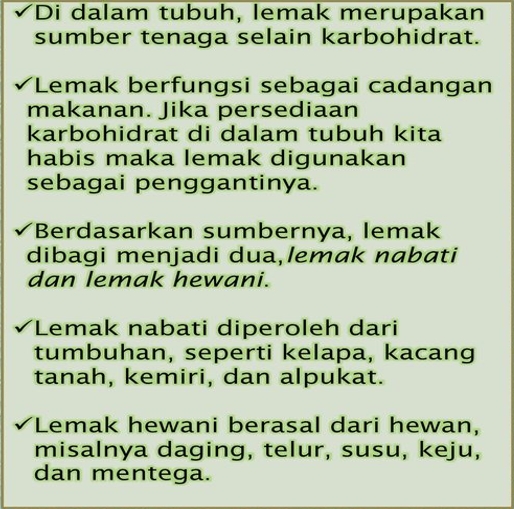 ✓Di dalam tubuh, lemak merupakan
sumber tenaga selain karbohidrat.
✓Lemak berfungsi sebagai cadangan
makanan. Jika persediaan
karbohidrat di dalam tubuh kita
habis maka lemak digunakan
sebagai penggantinya.
✓Berdasarkan sumbernya, lemak
dibagi menjadi dua,lemak nabati
dan lemak hewani.
✓Lemak nabati diperoleh dari
tumbuhan, seperti kelapa, kacang
tanah, kemiri, dan alpukat.
✓Lemak hewani berasal dari hewan,
misalnya daging, telur, susu, keju,
dan mentega.